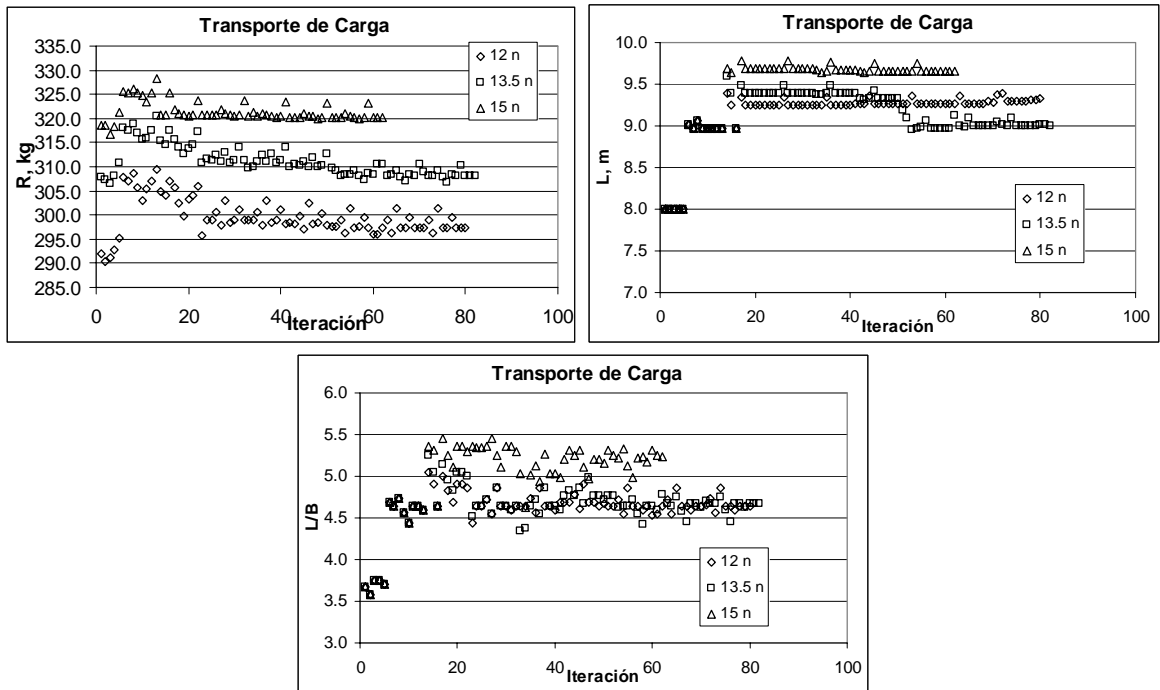 Transporte de Carga
R, kg
335.0
330.0
325.0
320.0
315.0
310.0
305.0
300.0
295.0
290.0
285.0
0 20 40 60 80 100
Iteración
12 n
13.5 n
15 n
Transporte de Carga
L, m
10.0
9.5
9.0
8.5
8.0
7.5
7.0
0 20 40 60 80 100
Iteración
12 n
13.5 n
15 n
Transporte de Carga
L/B
6.0
5.5
5.0
4.5
4.0
3.5
3.0
0 20 40 60 80 100
Iteración
12 n
13.5 n
15 n